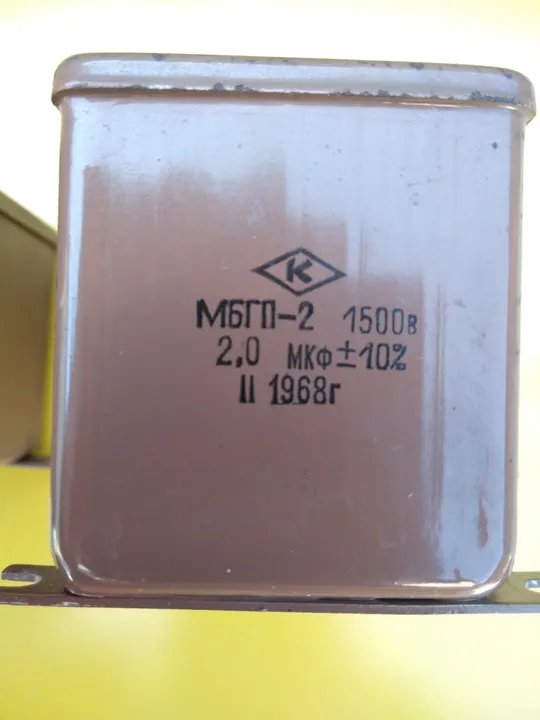 К
МБГП-2 1500в
2,0 мкф ±10%
II 1968г